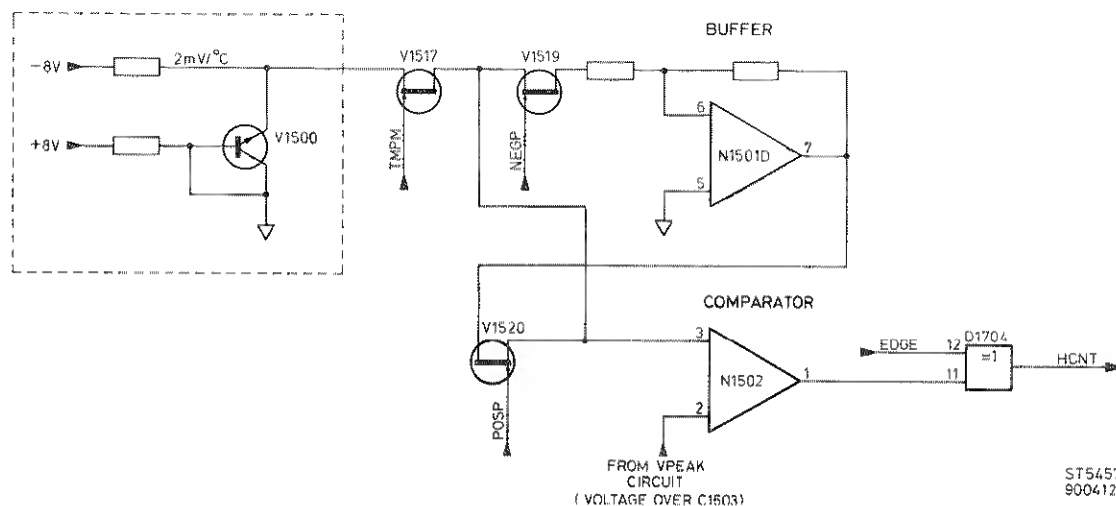 BUFFER
-8V
2mV/°C
V1517
V1519
+8V
V1500
TMPM
NEGP
6
N1501D
7
5
COMPARATOR
V1520
3
EDGE
12
D1704
=1
HCNT
N1502
1
11
2
POSP
FROM VPEAK
CIRCUIT
( VOLTAGE OVER C1603)
ST5457
900412